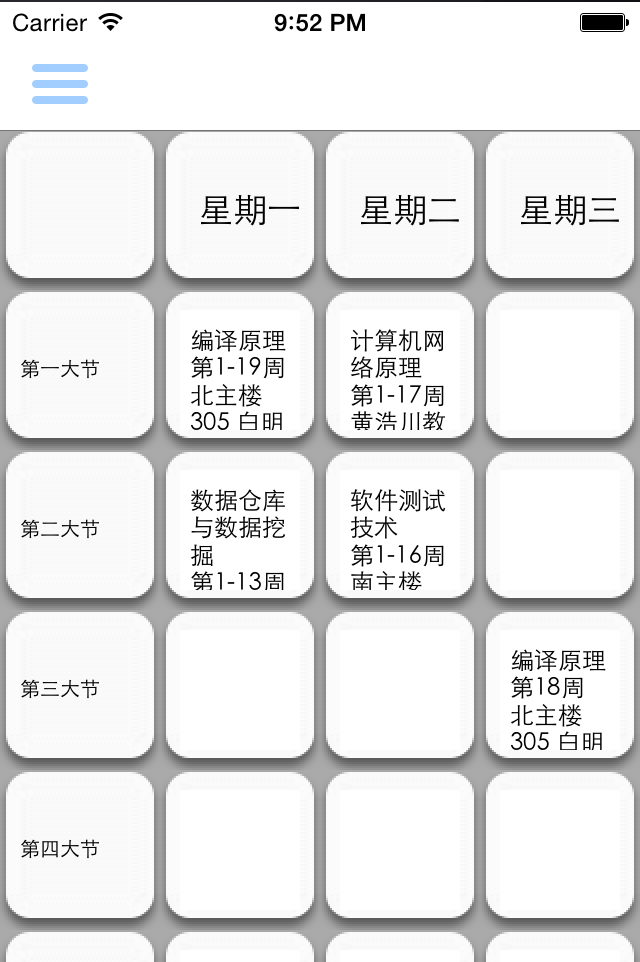 Carrier
9:52 PM
星期一
星期二
星期三
第一大节
编译原理
第1-19周
北主楼
305 白明
计算机网
络原理
第1-17周
黄浩川教
第二大节
数据仓库
与数据挖
掘
第1-13周
软件测试
技术
第1-16周
南主楼
第三大节
编译原理
第18周
北主楼
305 白明
第四大节